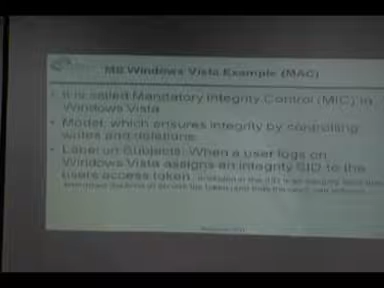 MS Windows Vista Example (MAC)
• It is called Mandatory Integrity Control (MIC) in
Windows Vista
• Model, which ensures integrity by controlling
writes and deletions
• Label on Subjects: When a user logs on
Windows Vista assigns an integrity SID to the
users access token.